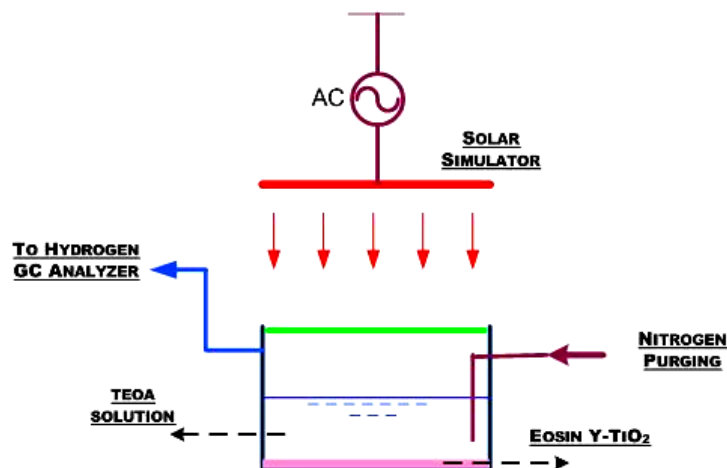 AC
SOLAR
SIMULATOR
TO HYDROGEN
GC ANALYZER
NITROGEN
PURGING
TEOA
SOLUTION
EOSIN Y-TIO₂